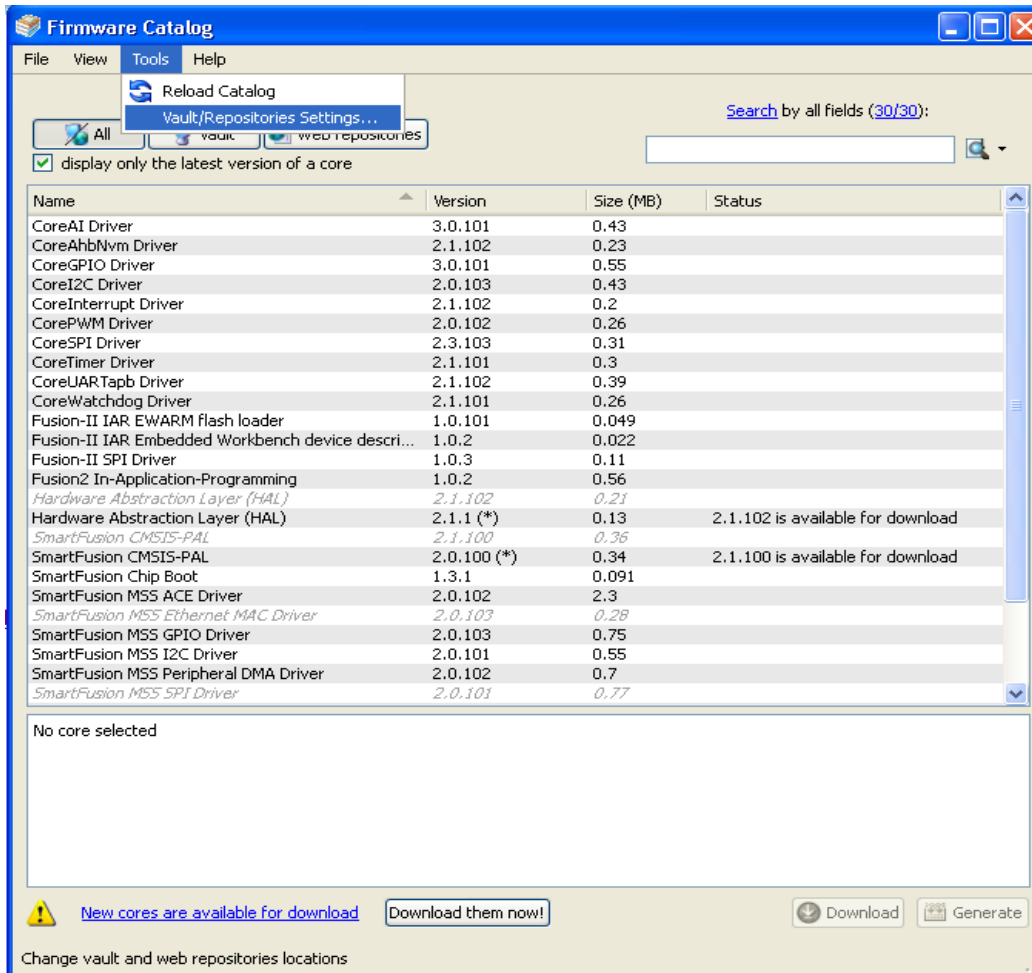 Firmware Catalog
File View Tools Help
Reload Catalog
Vault/Repositories Settings...
Search by all fields (30/30):
All Vault Web repositories
display only the latest version of a core
Name Version Size (MB) Status
CoreAI Driver 3.0.101 0.43
CoreAhbNvm Driver 2.1.102 0.23
CoreGPIO Driver 3.0.101 0.55
CoreI2C Driver 2.0.103 0.43
CoreInterrupt Driver 2.1.102 0.2
CorePWM Driver 2.0.102 0.26
CoreSPI Driver 2.3.103 0.31
CoreTimer Driver 2.1.101 0.3
CoreUARTapb Driver 2.1.102 0.39
CoreWatchdog Driver 2.1.101 0.26
Fusion-II IAR EWARM flash loader 1.0.101 0.049
Fusion-II IAR Embedded Workbench device descri... 1.0.2 0.022
Fusion-II SPI Driver 1.0.3 0.11
Fusion2 In-Application-Programming 1.0.2 0.56
Hardware Abstraction Layer (HAL) 2.1.102 0.21
Hardware Abstraction Layer (HAL) 2.1.1 (*) 0.13 2.1.102 is available for download
SmartFusion CMSIS-PAL 2.1.100 0.36
SmartFusion CMSIS-PAL 2.0.100 (*) 0.34 2.1.100 is available for download
SmartFusion Chip Boot 1.3.1 0.091
SmartFusion MSS ACE Driver 2.0.102 2.3
SmartFusion MSS Ethernet MAC Driver 2.0.103 0.28
SmartFusion MSS GPIO Driver 2.0.103 0.75
SmartFusion MSS I2C Driver 2.0.101 0.55
SmartFusion MSS Peripheral DMA Driver 2.0.102 0.7
SmartFusion MSS SPI Driver 2.0.101 0.77
No core selected
New cores are available for download Download them now! Download Generate
Change vault and web repositories locations